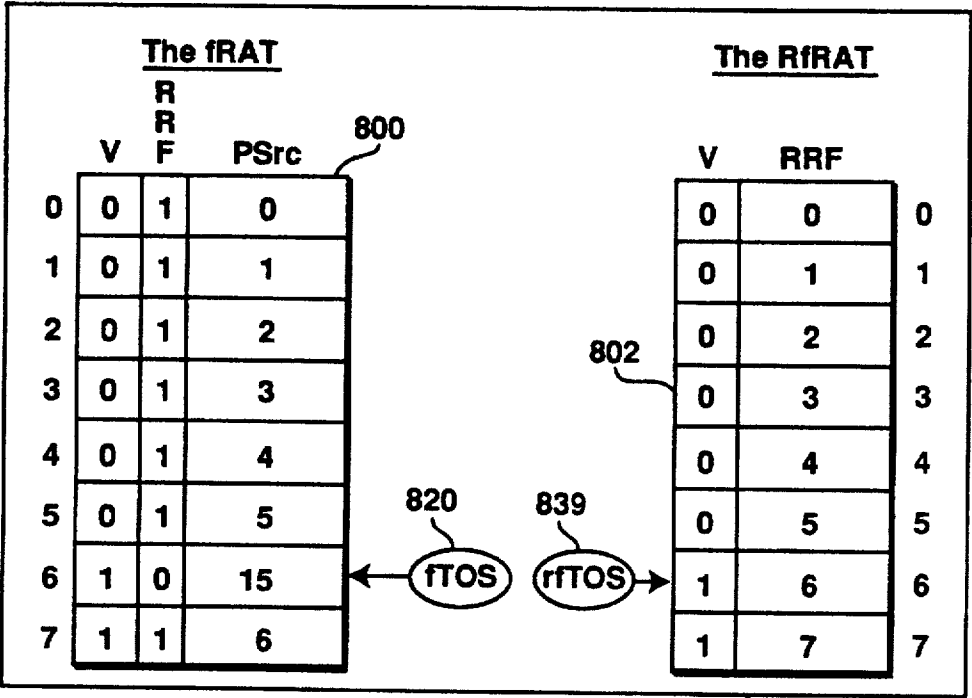 The fRAT
The RfRAT
R
R
V F PSrc 800
V RRF
0 0 1 0
0 0 0
1 0 1 1
0 1 1
2 0 1 2
0 2 2
802
3 0 1 3
0 3 3
4 0 1 4
0 4 4
820 839
5 0 1 5
0 5 5
6 1 0 15 fTOS rfTOS 1 6 6
7 1 1 6
1 7 7